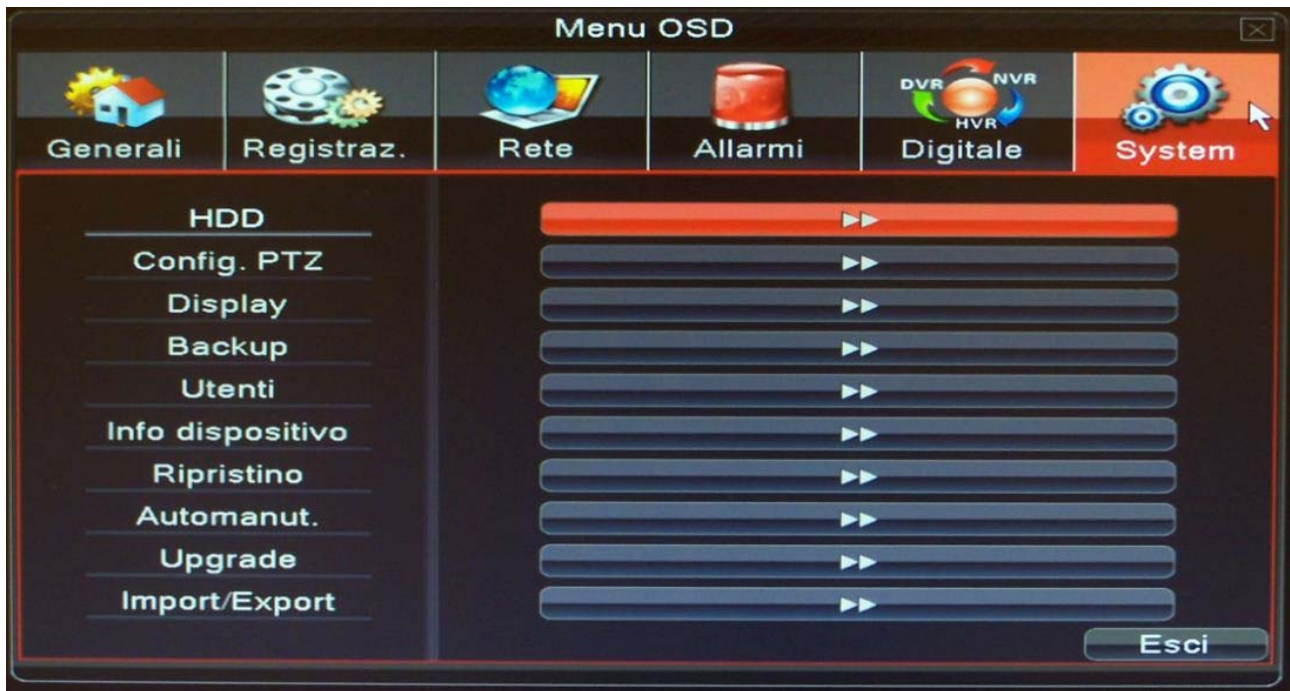 Menu OSD
DVR NVR
HVR
Generali Registraz. Rete Allarmi Digitale System
HDD
Config. PTZ
Display
Backup
Utenti
Info dispositivo
Ripristino
Automanut.
Upgrade
Import/Export
Esci